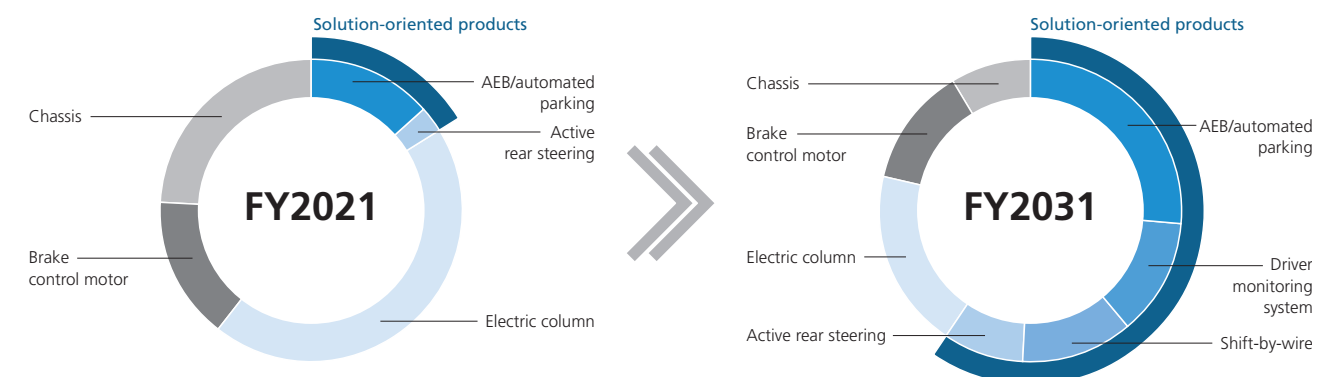 Solution-oriented products
AEB/automated
parking
Active
rear steering
Chassis
FY2021
Brake
control motor
Electric column
Solution-oriented products
Chassis
Brake
control motor
AEB/automated
parking
FY2031
Electric column
Driver
monitoring
system
Active rear steering
Shift-by-wire